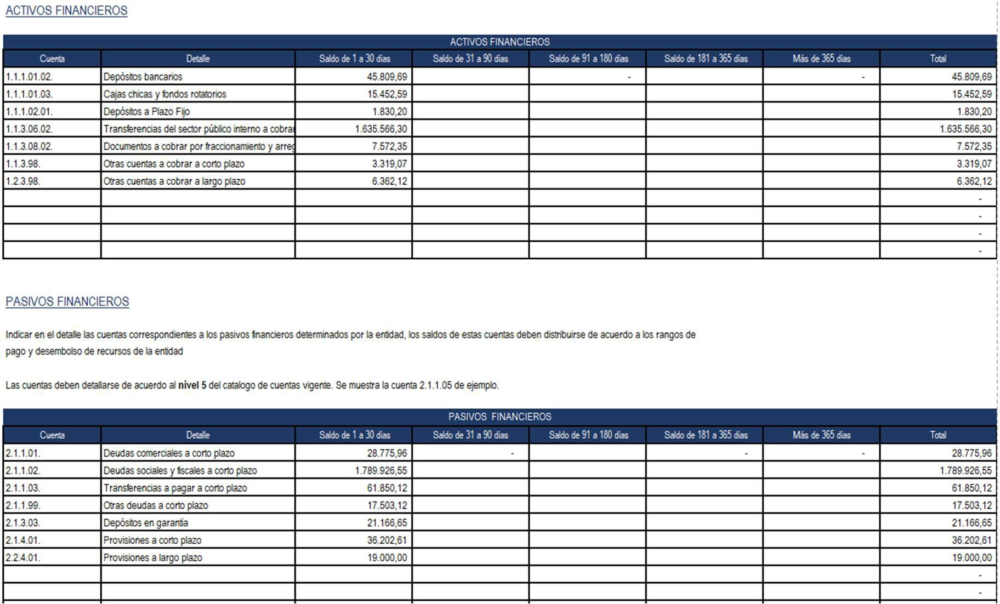 ACTIVOS FINANCIEROS
ACTIVOS FINANCIEROS
Cuenta Detalle Saldo de 1 a 30 dias Saldo de 31 a 90 dias Saldo de 91 a 180 dias Saldo de 181 a 365 dias Más de 365 dias Total
1.1.1.01.02. Depósitos bancarios 45.809,69 - - 45.809,69
1.1.1.01.03. Cajas chicas y fondos rotatorios 15.452,59 15.452,59
1.1.1.02.01. Depósitos a Plazo Fijo 1.830,20 1.830,20
1.1.3.06.02. Transferencias del sector público interno a cobrar 1.635.566,30 1.635.566,30
1.1.3.08.02. Documentos a cobrar por fraccionamiento y arreg 7.572,35 7.572,35
1.1.3.98. Otras cuentas a cobrar a corto plazo 3.319,07 3.319,07
1.2.3.98. Otras cuentas a cobrar a largo plazo 6.362,12 6.362,12
-
-
-
-
PASIVOS FINANCIEROS
Indicar en el detalle las cuentas correspondientes a los pasivos financieros determinados por la entidad, los saldos de estas cuentas deben distribuirse de acuerdo a los rangos de
pago y desembolso de recursos de la entidad
Las cuentas deben detallarse de acuerdo al nivel 5 del catalogo de cuentas vigente. Se muestra la cuenta 2.1.1.05 de ejemplo.
PASIVOS FINANCIEROS
Cuenta Detalle Saldo de 1 a 30 dias Saldo de 31 a 90 dias Saldo de 91 a 180 dias Saldo de 181 a 365 dias Más de 365 dias Total
2.1.1.01. Deudas comerciales a corto plazo 28.775,96 - - - 28.775,96
2.1.1.02. Deudas sociales y fiscales a corto plazo 1.789.926,55 1.789.926,55
2.1.1.03. Transferencias a pagar a corto plazo 61.850,12 61.850,12
2.1.1.99. Otras deudas a corto plazo 17.503,12 17.503,12
2.1.3.03. Depósitos en garantía 21.166,65 21.166,65
2.1.4.01. Provisiones a corto plazo 36.202,61 36.202,61
2.2.4.01. Provisiones a largo plazo 19.000,00 19.000,00
-
-